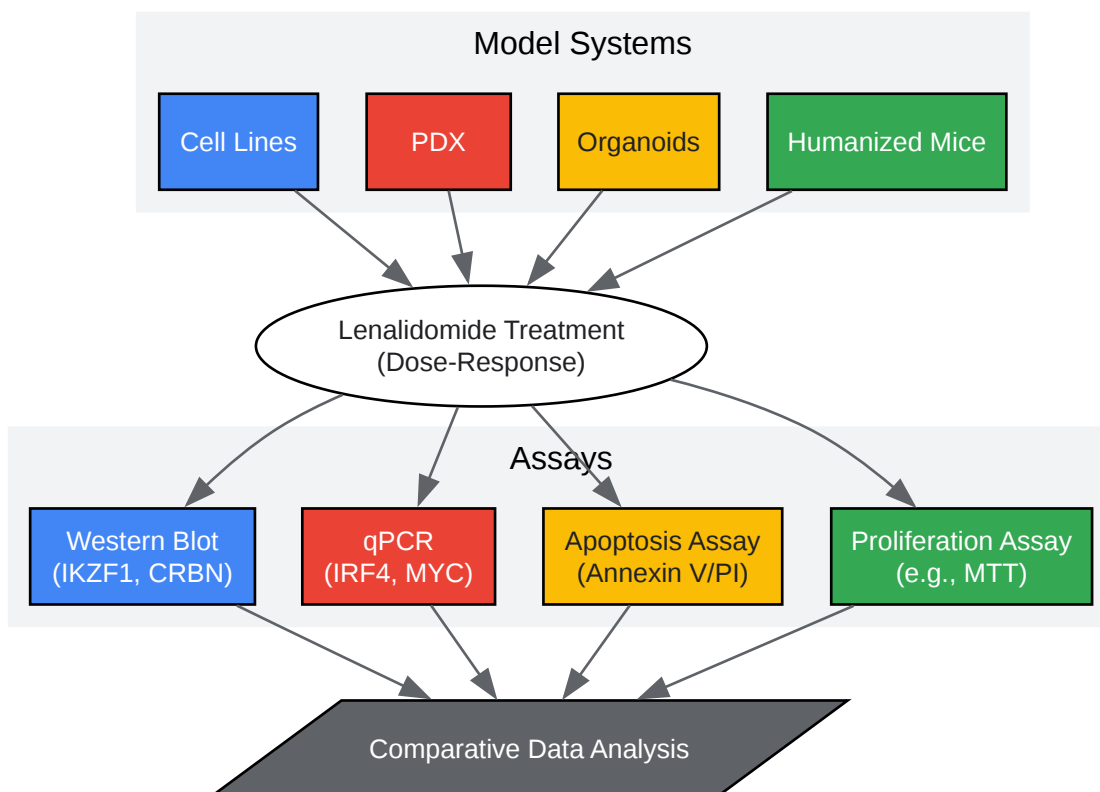 Model Systems
Cell Lines
PDX
Organoids
Humanized Mice
Lenalidomide Treatment
(Dose-Response)
Assays
Western Blot
(IKZF1, CRBN)
qPCR
(IRF4, MYC)
Apoptosis Assay
(Annexin V/PI)
Proliferation Assay
(e.g., MTT)
Comparative Data Analysis